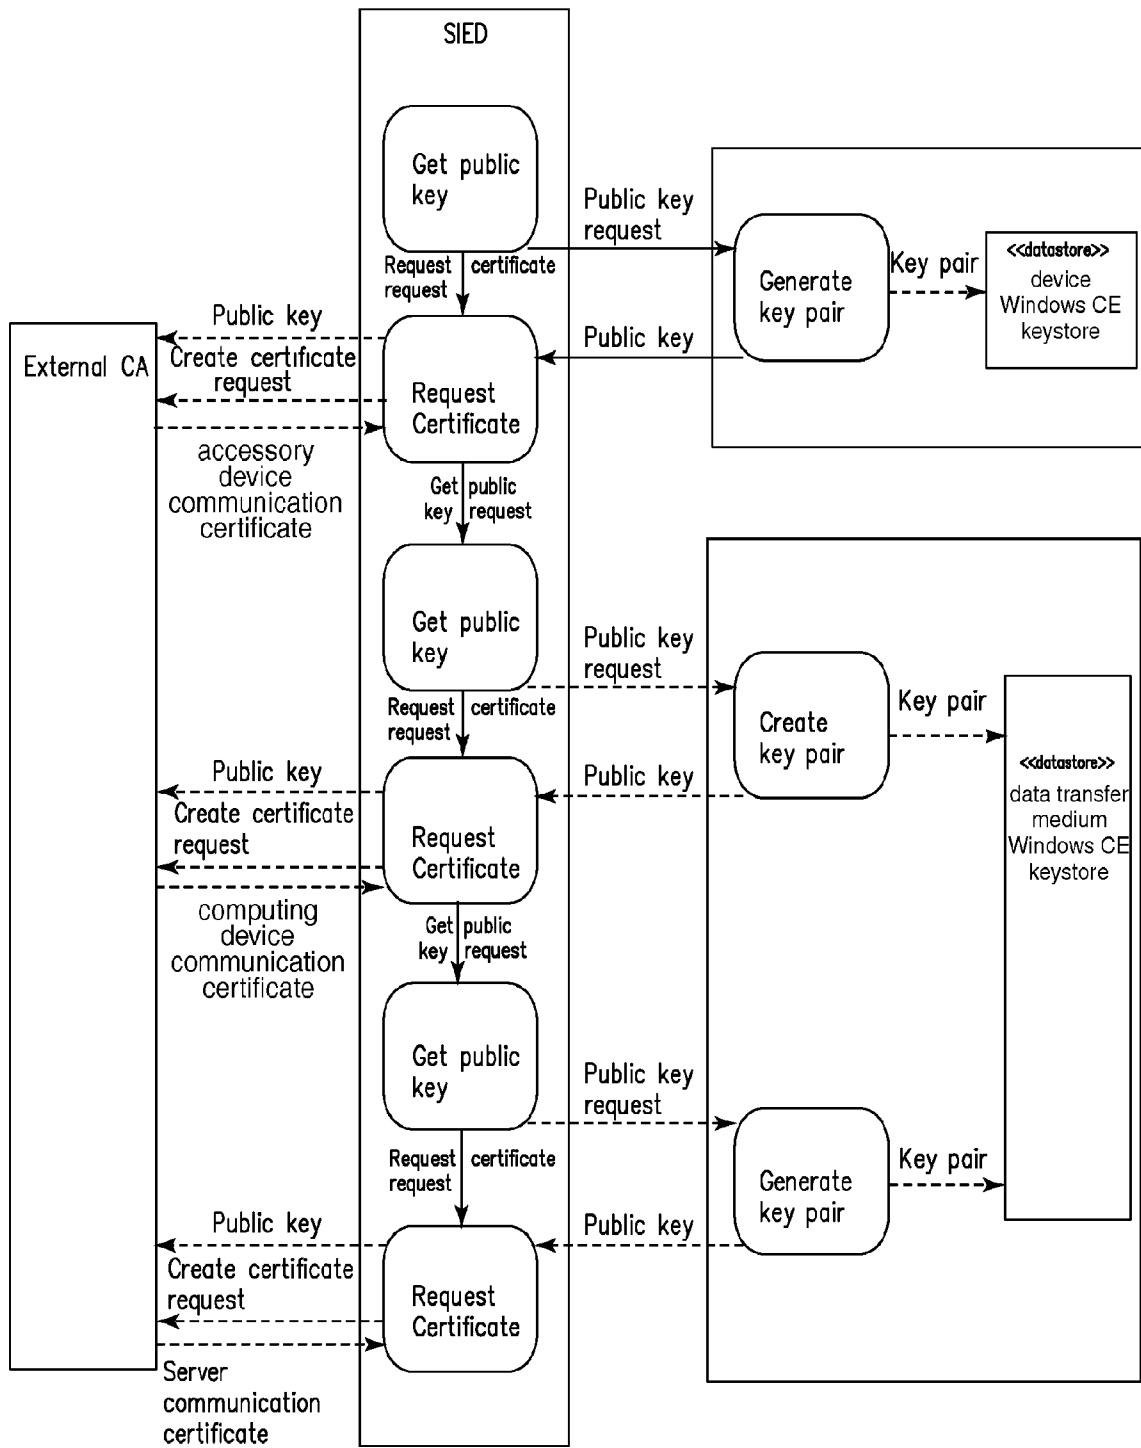 SIED
Get public
key
Public key
request
Request certificate
request
Generate
key pair
Key pair
<<datastore>>
device
Windows CE
keystore
External CA
Public key
Create certificate
request
Public key
Request
Certificate
accessory
device
communication
certificate
Get public
key request
Get public
key
Public key
request
Request certificate
request
Create
key pair
Key pair
<<datastore>>
data transfer
medium
Windows CE
keystore
Public key
Create certificate
request
Public key
Request
Certificate
computing
device
communication
certificate
Get public
key request
Get public
key
Public key
request
Request certificate
request
Generate
key pair
Key pair
Public key
Create certificate
request
Public key
Request
Certificate
Server
communication
certificate